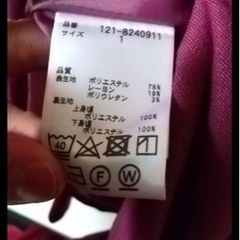 品番 121-8240911
サイズ 1
品質
表生地 ポリエステル 78%
レーヨン 19%
ポリウレタン 3%
裏生地
上身頃 ポリエステル 100%
下身頃 ポリエステル 100%
40
F W